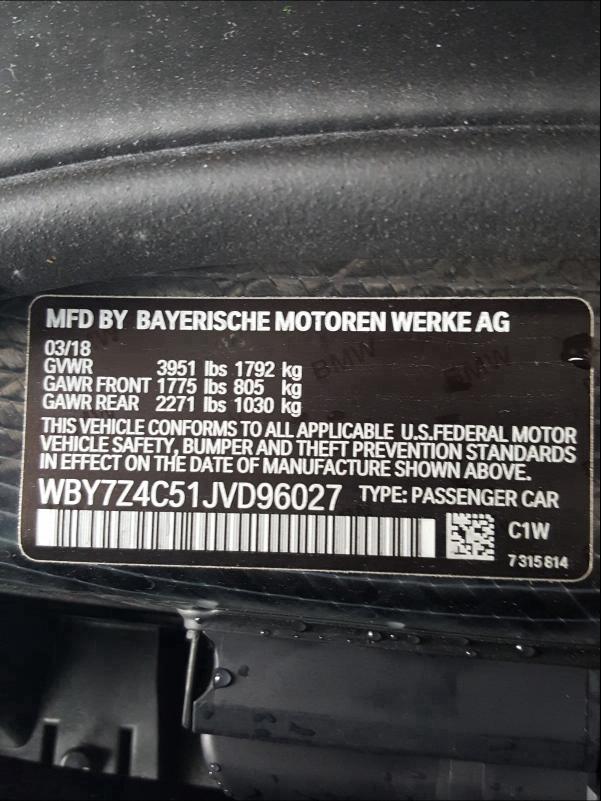 MFD BY BAYERISCHE MOTOREN WERKE AG
03/18
GVWR 3951 lbs 1792 kg
GAWR FRONT 1775 lbs 805 kg
GAWR REAR 2271 lbs 1030 kg
THIS VEHICLE CONFORMS TO ALL APPLICABLE U.S.FEDERAL MOTOR
VEHICLE SAFETY, BUMPER AND THEFT PREVENTION STANDARDS
IN EFFECT ON THE DATE OF MANUFACTURE SHOWN ABOVE.
WBY7Z4C51JVD96027 TYPE: PASSENGER CAR
C1W
7315814
BMW